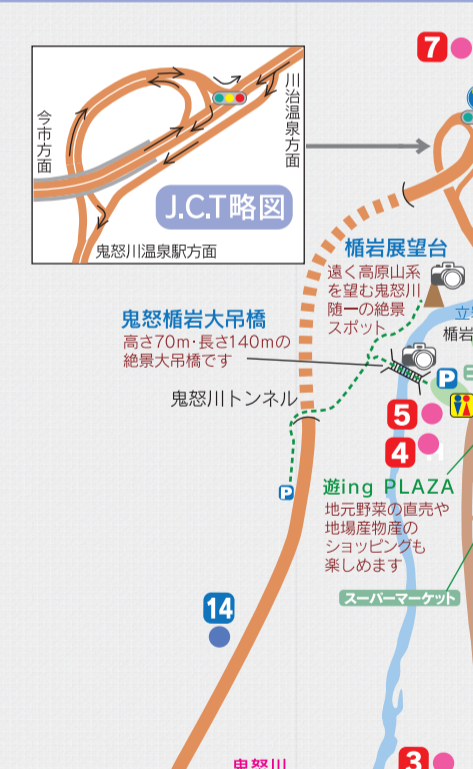 7
今市方面
川治温泉方面
J.C.T略図
鬼怒川温泉駅方面
楯岩展望台
遠く高原山系
を望む鬼怒川
随一の絶景
スポット
立
楯岩
鬼怒楯岩大吊橋
高さ70m・長さ140mの
絶景大吊橋です
P
鬼怒川トンネル
5
4
P
遊ing PLAZA
地元野菜の直売や
地場産物産の
ショッピングも
楽しめます
スーパーマーケット
14
鬼怒川
3